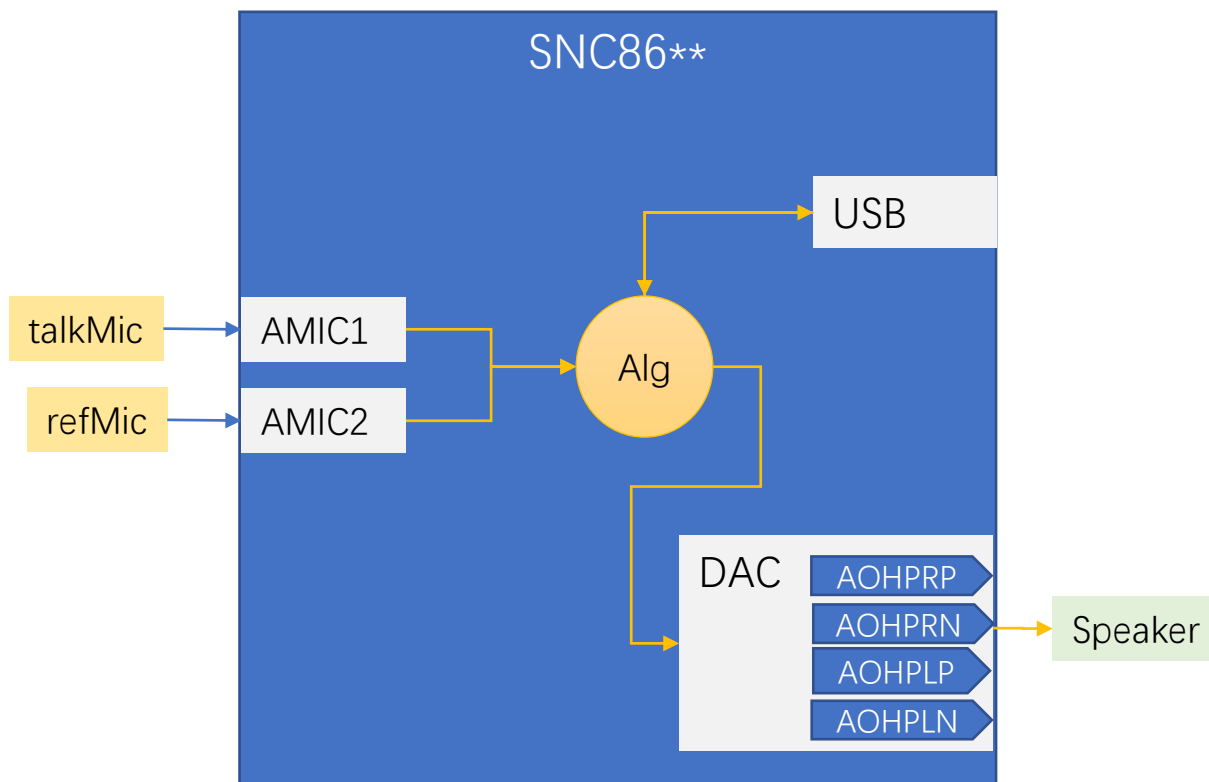 SNC86**
USB
talkMic
AMIC1
Alg
refMic
AMIC2
DAC
AOHPRP
AOHPRN
Speaker
AOHPLP
AOHPLN